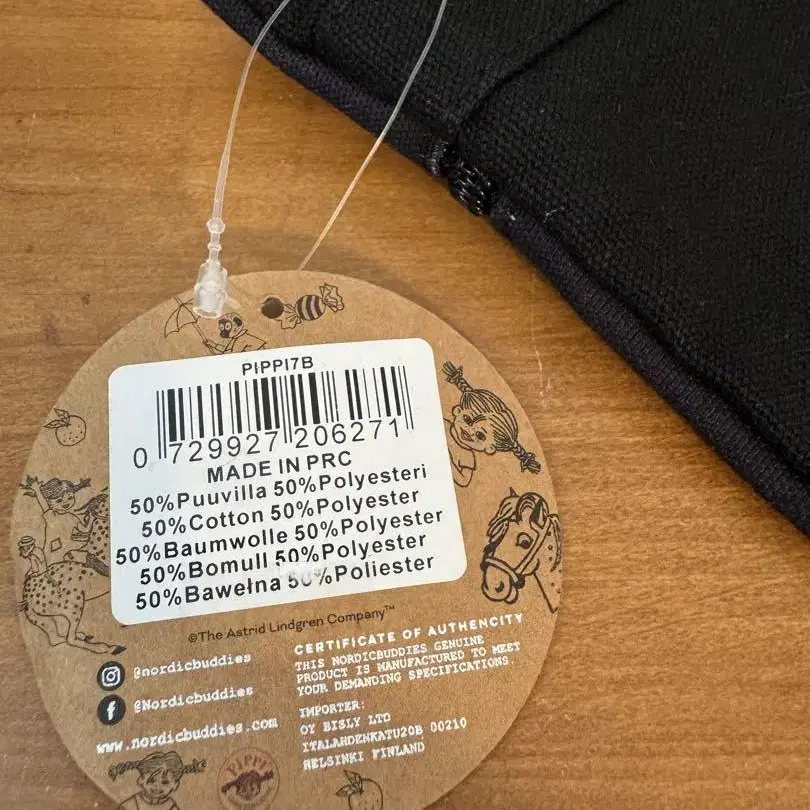 PIPPI7B
0 729927 206271
MADE IN PRC
50%Puuvilla 50%Polyesteri
50%Cotton 50%Polyester
50%Baumwolle 50%Polyester
50%Bomull 50%Polyester
50%Bawełna 50%Poliester
©The Astrid Lindgren Company™
@nordicbuddies
@Nordicbuddies
www.nordicbuddies.com
CERTIFICATE OF AUTHENCITY
THIS NORDICBUDDIES GENUINE
PRODUCT IS MANUFACTURED TO MEET
YOUR DEMANDING SPECIFICATIONS.
IMPORTER:
OY BISLY LTD
ITALAHDENKATU20B 00210
HELSINKI FINLAND
PIPPI